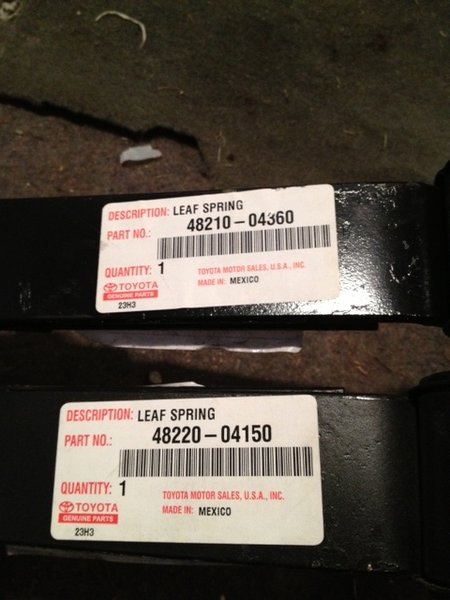 DESCRIPTION: LEAF SPRING
PART NO.: 48210-04360
QUANTITY: 1
TOYOTA MOTOR SALES, U.S.A., INC.
TOYOTA
MADE IN: MEXICO
GENUINE PARTS
23H3
DESCRIPTION: LEAF SPRING
PART NO.: 48220-04150
QUANTITY: 1
TOYOTA MOTOR SALES, U.S.A., INC.
TOYOTA
MADE IN: MEXICO
GENUINE PARTS
23H3